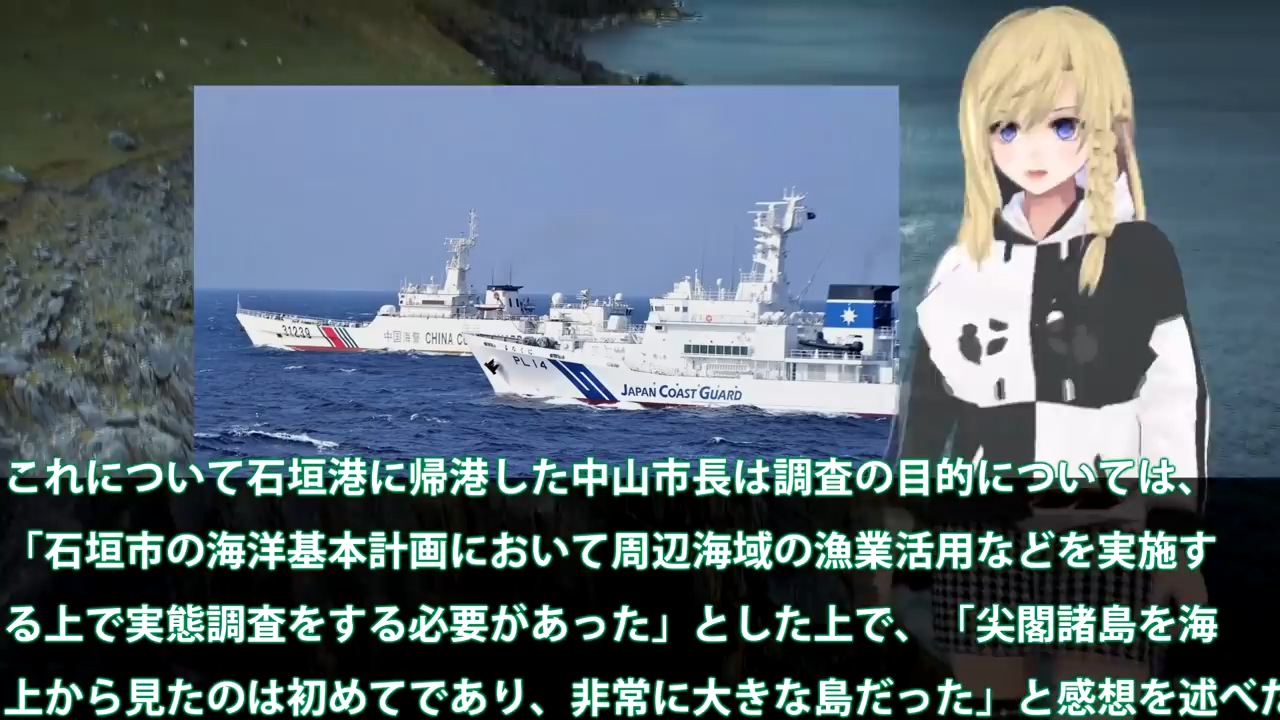 31239
中国海警 CHINA CO
PL14
JAPAN COAST GUARD
これについて石垣港に帰港した中山市長は調査の目的については、
「石垣市の海洋基本計画において周辺海域の漁業活用などを実施す
る上で実態調査をする必要があった」とした上で、「尖閣諸島を海
上から見たのは初めてであり、非常に大きな島だった」と感想を述べた